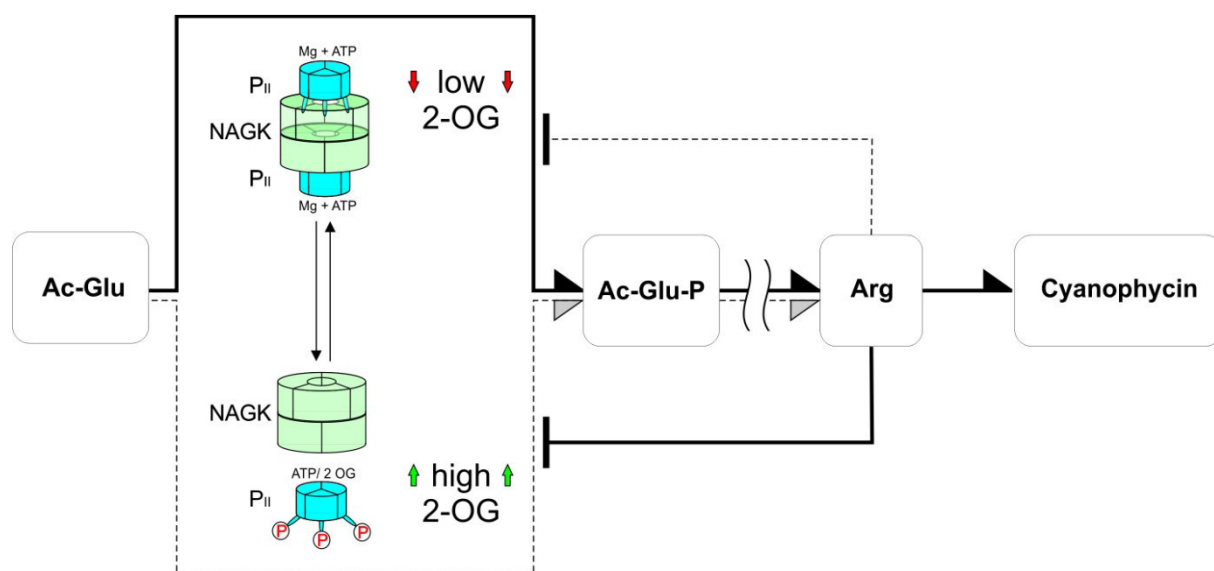 Mg + ATP
PII
low
2-OG
NAGK
PII
Mg + ATP
Ac-Glu
Ac-Glu-P
Arg
Cyanophycin
NAGK
ATP/ 2 OG
high
2-OG
PII
P
P
P